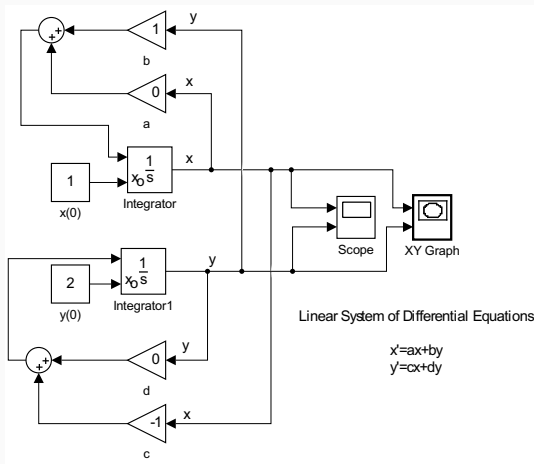 y
1
b
x
0
a
1
x(0)
xo 1/s
Integrator
x
Scope
XY Graph
2
y(0)
xo 1/s
Integrator1
y
Linear System of Differential Equations
x'=ax+by
y'=cx+dy
0
y
d
-1
x
c